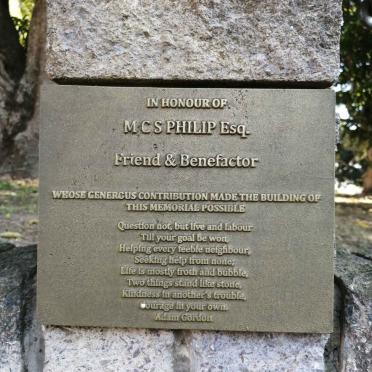 IN HONOUR OF
M C S PHILIP Esq.
Friend & Benefactor
WHOSE GENEROUS CONTRIBUTION MADE THE BUILDING OF
THIS MEMORIAL POSSIBLE
Question not, but live and labour
Till your goal be won,
Helping every feeble neighbour,
Seeking help from none;
Life is mostly froth and bubble,
Two things stand like stone,
Kindness in another's trouble,
Courage in your own.
Adam Gordon